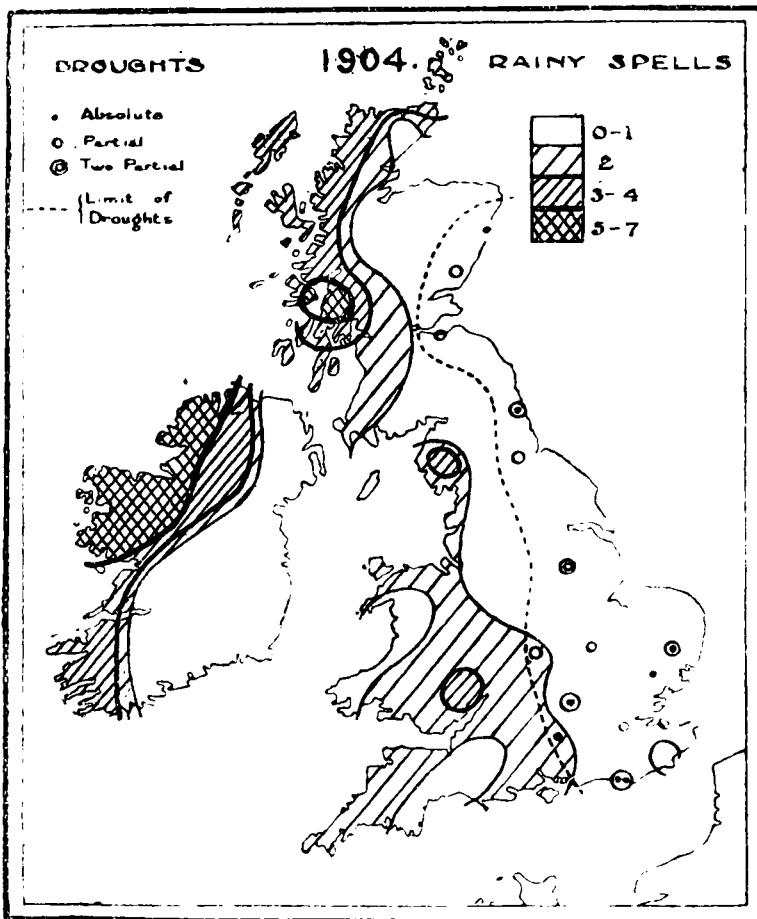 DROUGHTS 1904. RAINY SPELLS
Absolute
Partial
Two Partial
Limit of
Droughts
0-1
2
3-4
5-7